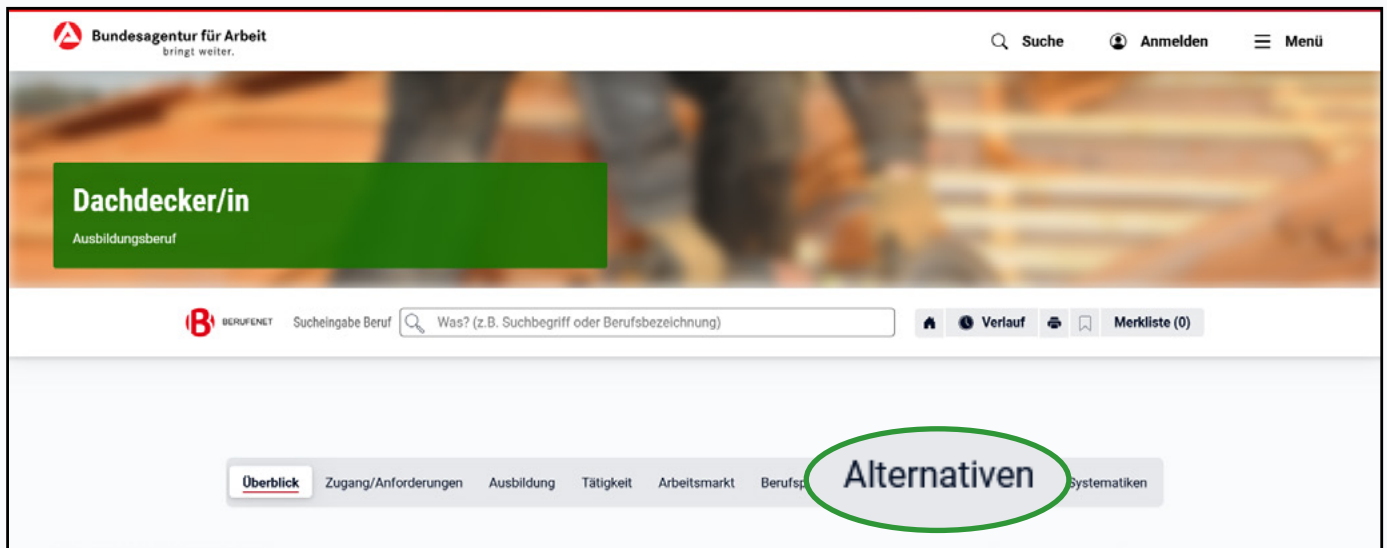 Bundesagentur für Arbeit
bringt weiter.
Suche Anmelden Menü
Dachdecker/in
Ausbildungsberuf
BERUFENET Sucheingabe Beruf Was? (z.B. Suchbegriff oder Berufsbezeichnung) Verlauf Merkliste (0)
Überblick Zugang/Anforderungen Ausbildung Tätigkeit Arbeitsmarkt Berufsp Alternativen Systematiken